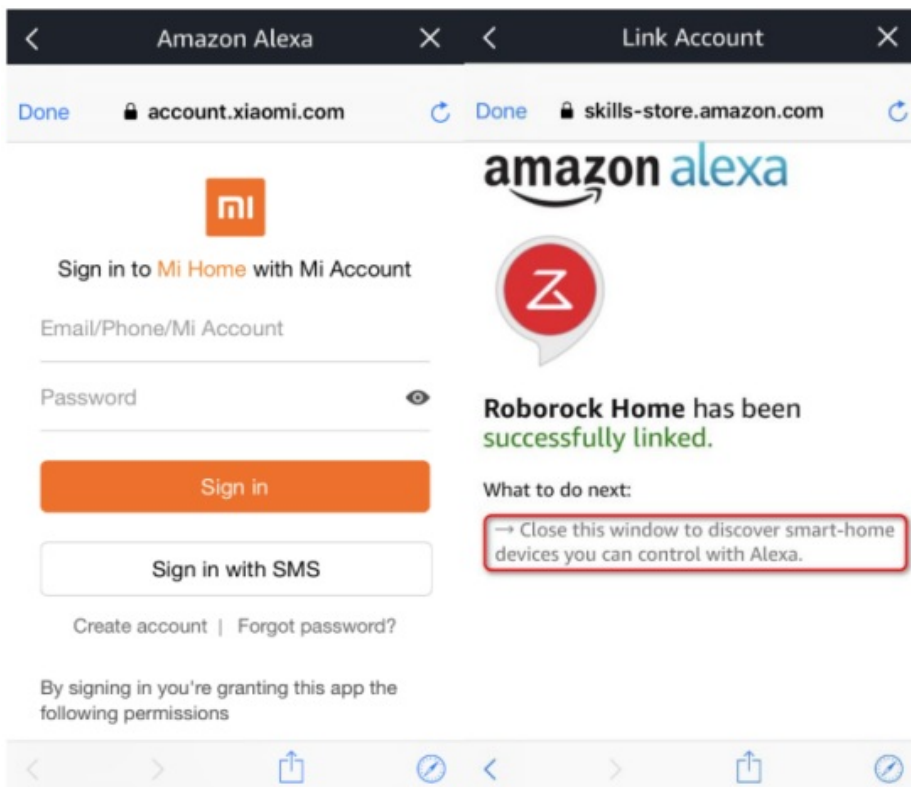 Amazon Alexa
Done
account.xiaomi.com
mi
Sign in to Mi Home with Mi Account
Email/Phone/Mi Account
Password
Sign in
Sign in with SMS
Create account | Forgot password?
By signing in you're granting this app the
following permissions
Link Account
Done
skills-store.amazon.com
amazon alexa
Roborock Home has been
successfully linked.
What to do next:
→ Close this window to discover smart-home
devices you can control with Alexa.